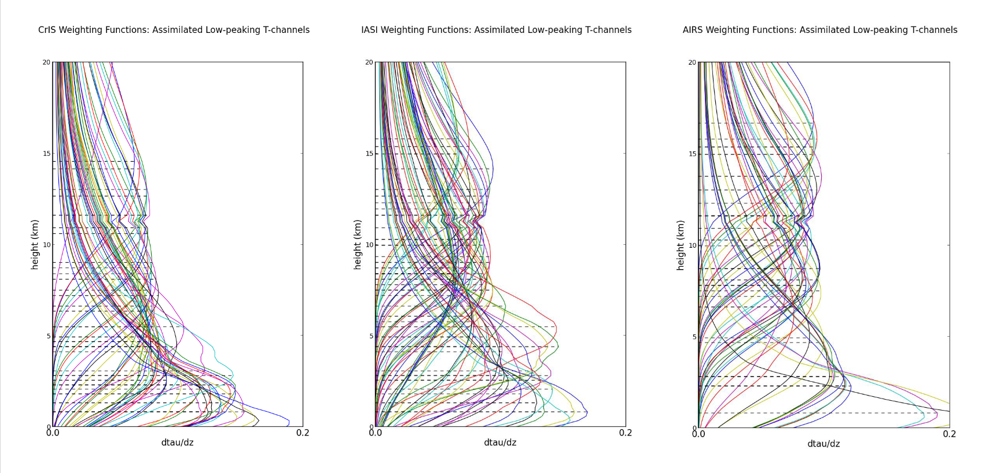 CrIS Weighting Functions: Assimilated Low-peaking T-channels
20
15
10
5
0
height (km)
0.0
0.2
dtau/dz
IASI Weighting Functions: Assimilated Low-peaking T-channels
20
15
10
5
0
height (km)
0.0
0.2
dtau/dz
AIRS Weighting Functions: Assimilated Low-peaking T-channels
20
15
10
5
0
height (km)
0.0
0.2
dtau/dz